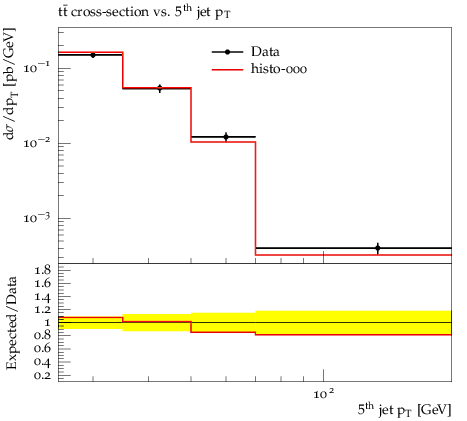 tt̄ cross-section vs. 5th jet pT
dσ/dpT [pb/GeV]
10−1
10−2
10−3
Data
histo-000
Expected/Data
1.8
1.6
1.4
1.2
1
0.8
0.6
0.4
0.2
10 2
5th jet pT [GeV]